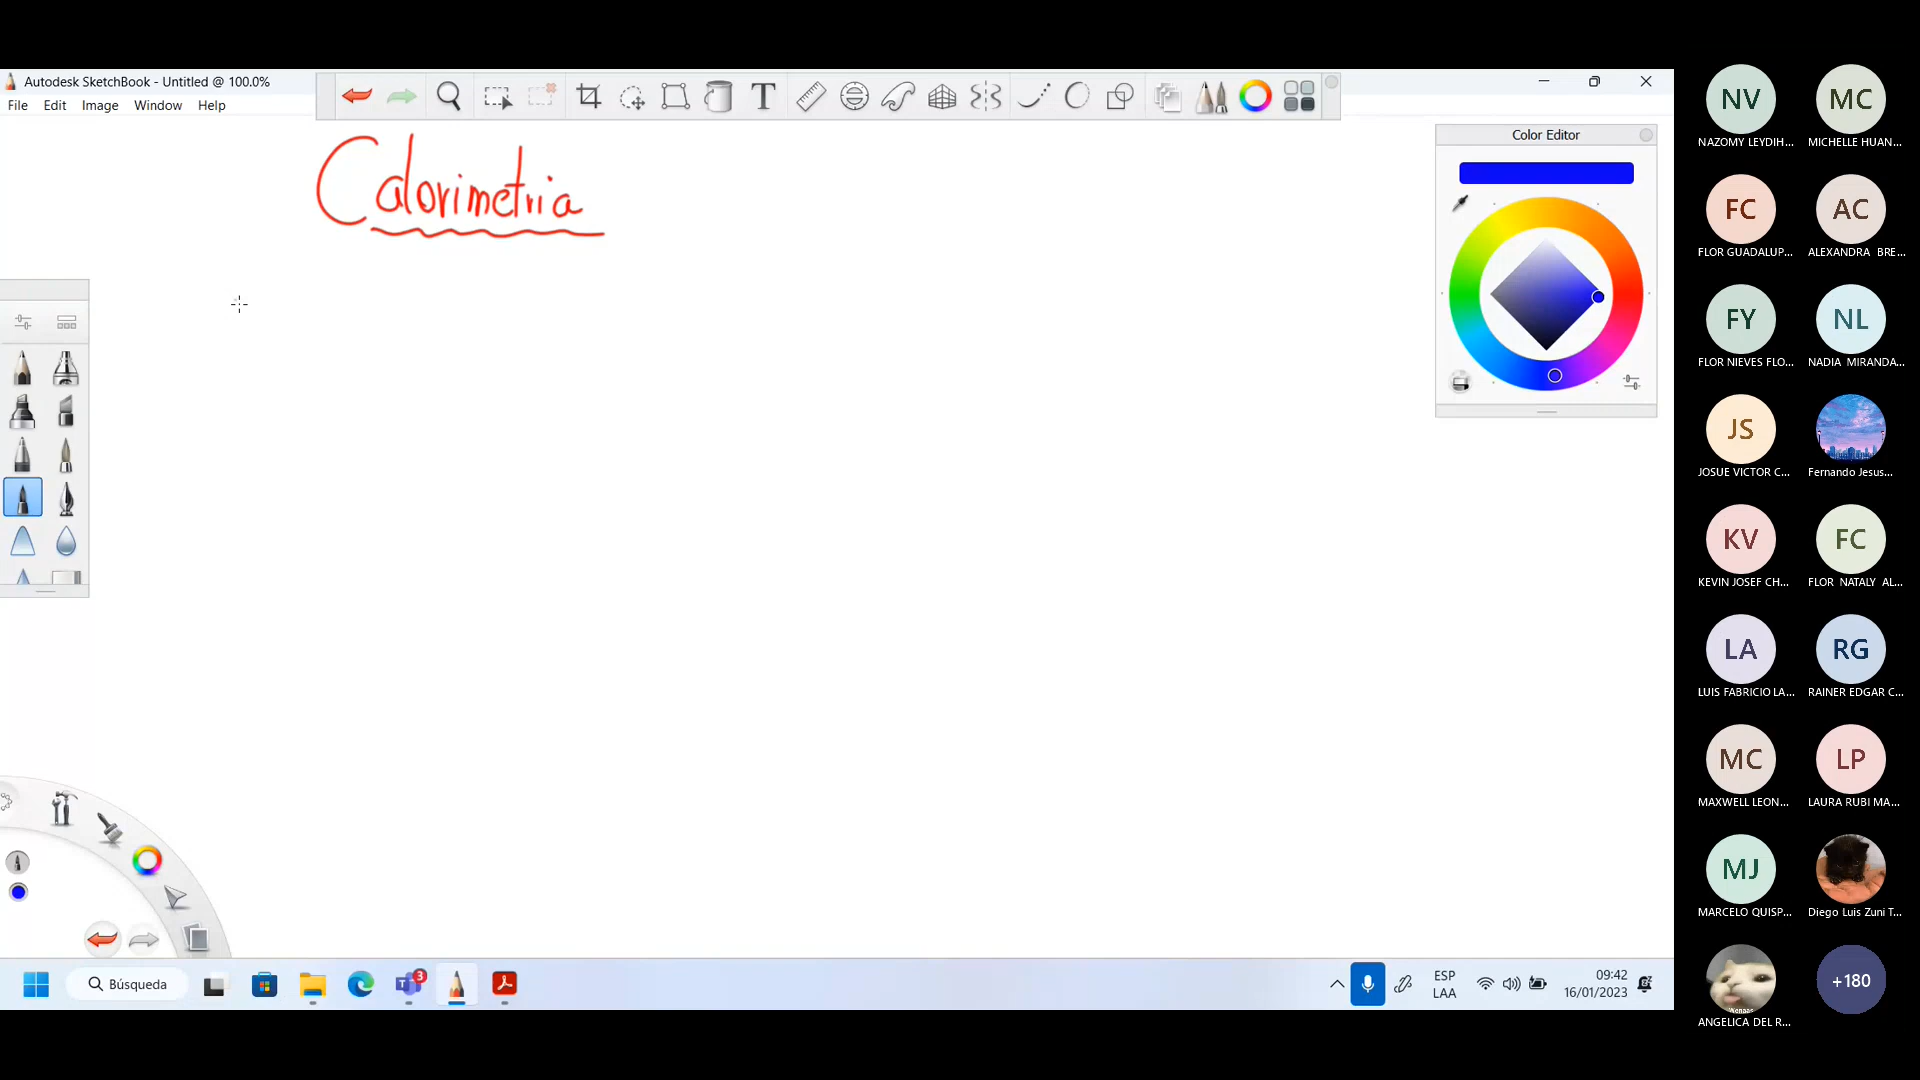 Autodesk SketchBook - Untitled @ 100.0%
File Edit Image Window Help
T
Calorimetria
Color Editor
NV
NAZOMY LEYDIH...
MC
MICHELLE HUAN...
FC
FLOR GUADALUP...
AC
ALEXANDRA BRE...
FY
FLOR NIEVES FLO...
NL
NADIA MIRANDA...
JS
JOSUE VICTOR C...
Fernando Jesus...
KV
KEVIN JOSEF CH...
FC
FLOR NATALY AL...
LA
LUIS FABRICIO LA...
RG
RAINER EDGAR C...
MC
MAXWELL LEON...
LP
LAURA RUBI MA...
MJ
MARCELO QUISP...
Diego Luis Zuni T...
ANGELICA DEL R...
+180
Búsqueda
3
ESP
LAA
09:42
16/01/2023